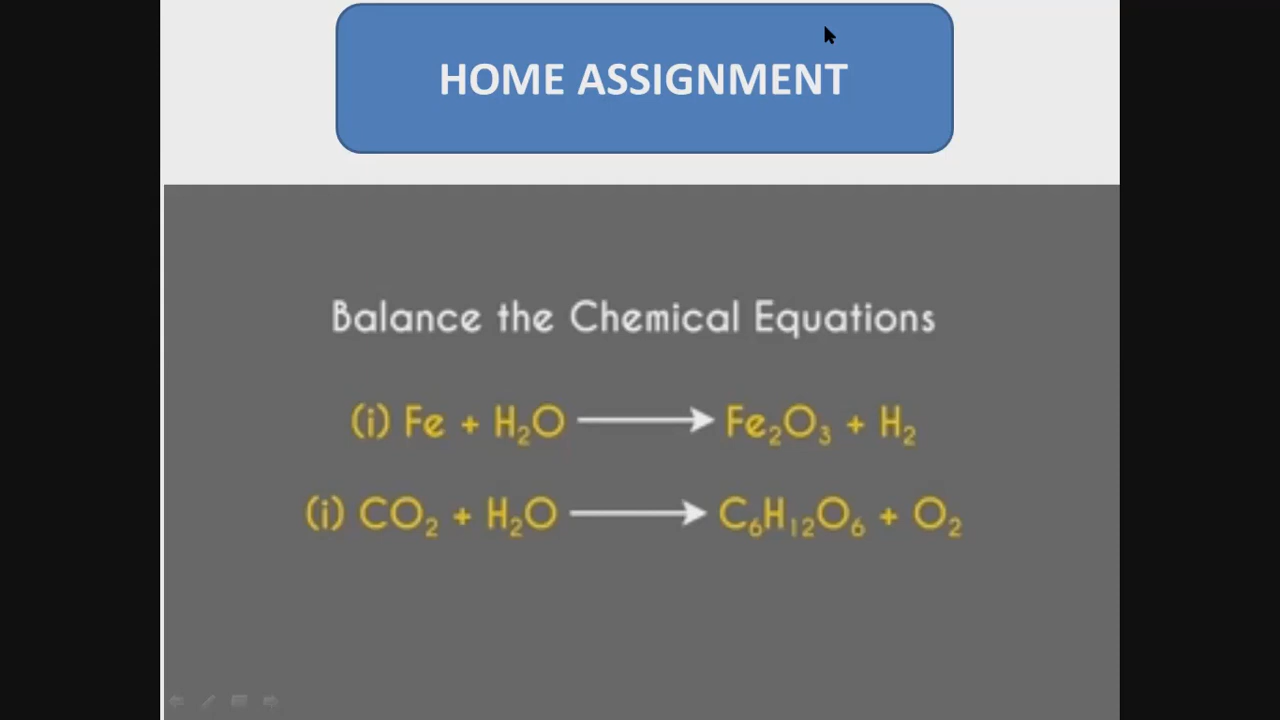 HOME ASSIGNMENT
Balance the Chemical Equations
(i) Fe + H₂O ⟶ Fe₂O₃ + H₂
(i) CO₂ + H₂O ⟶ C₆H₁₂O₆ + O₂